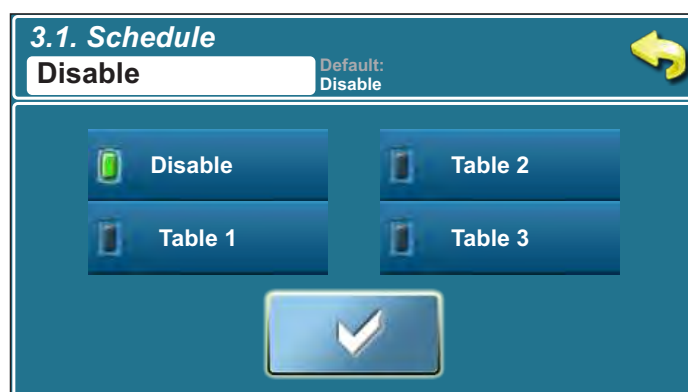 3.1. Schedule
Disable
Default:
Disable
Disable
Table 2
Table 1
Table 3